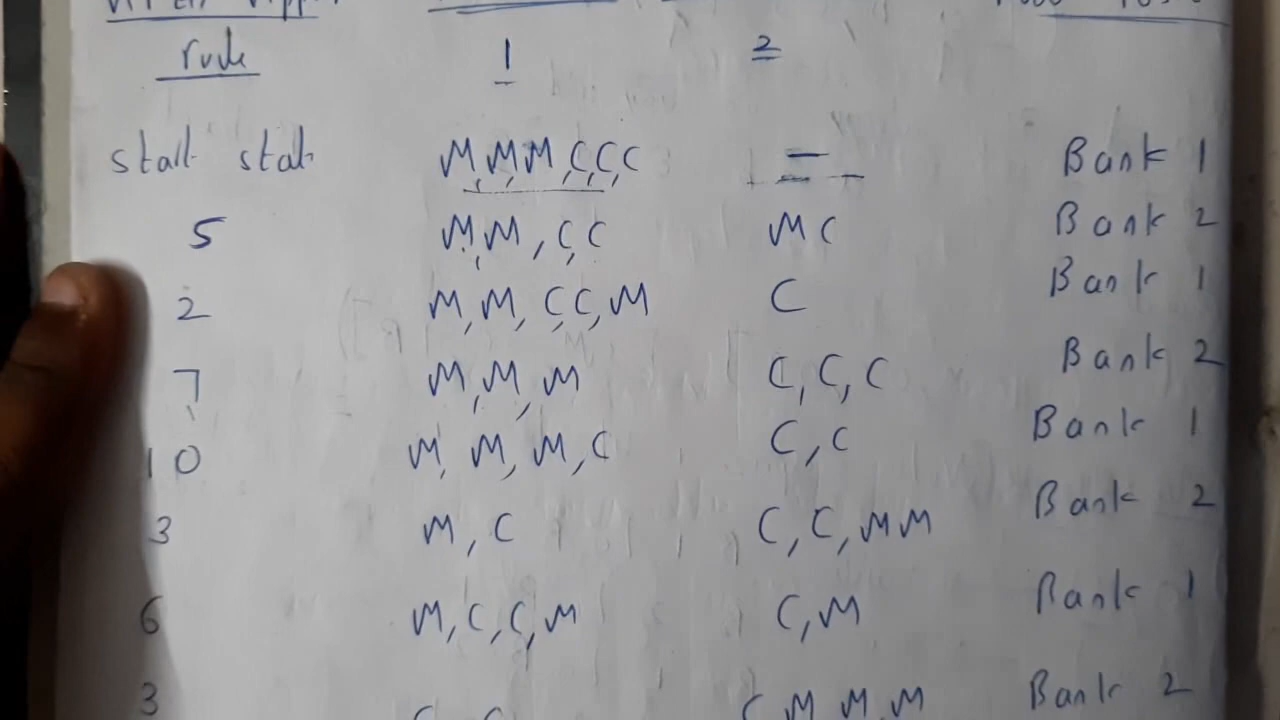 rule 1 2
start state M,M,M,C,C,C — Bank 1
5 M,M,C,C M C Bank 2
2 M,M,C,C,M C Bank 1
7 M,M,M C,C,C Bank 2
10 M,M,M,C C,C Bank 1
3 M,C C,C,M M Bank 2
6 M,C,C,M C,M Bank 1
3 C C C M M M Bank 2